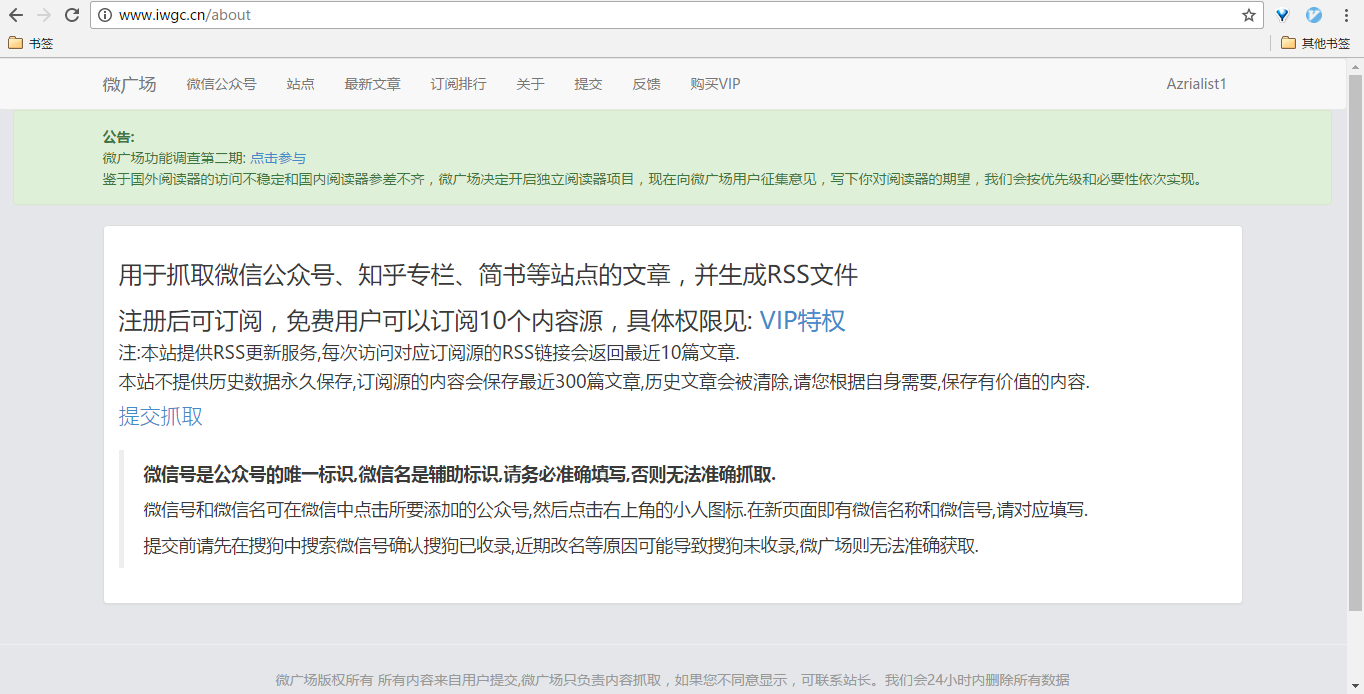 www.iwgc.cn/about
书签
其他书签
微广场 微信公众号 站点 最新文章 订阅排行 关于 提交 反馈 购买VIP Azrialist1
公告:
微广场功能调查第二期: 点击参与
鉴于国外阅读器的访问不稳定和国内阅读器参差不齐，微广场决定开启独立阅读器项目，现在向微广场用户征集意见，写下你对阅读器的期望，我们会按优先级和必要性依次实现。
用于抓取微信公众号、知乎专栏、简书等站点的文章，并生成RSS文件
注册后可订阅，免费用户可以订阅10个内容源，具体权限见: VIP特权
注:本站提供RSS更新服务,每次访问对应订阅源的RSS链接会返回最近10篇文章.
本站不提供历史数据永久保存,订阅源的内容会保存最近300篇文章,历史文章会被清除,请您根据自身需要,保存有价值的内容.
提交抓取
微信号是公众号的唯一标识,微信名是辅助标识,请务必准确填写,否则无法准确抓取.
微信号和微信名可在微信中点击所要添加的公众号,然后点击右上角的小人图标.在新页面即有微信名称和微信号,请对应填写.
提交前请先在搜狗中搜索微信号确认搜狗已收录,近期改名等原因可能导致搜狗未收录,微广场则无法准确获取.
微广场版权所有 所有内容来自用户提交,微广场只负责内容抓取，如果您不同意显示，可联系站长。我们会24小时内删除所有数据